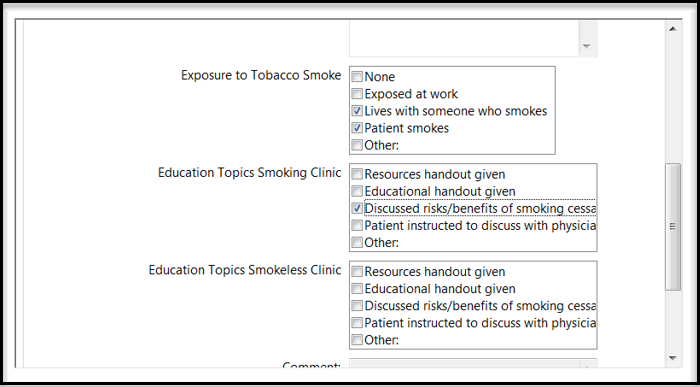 Exposure to Tobacco Smoke
None
Exposed at work
Lives with someone who smokes
Patient smokes
Other:
Education Topics Smoking Clinic
Resources handout given
Educational handout given
Discussed risks/benefits of smoking cessa
Patient instructed to discuss with physicia
Other:
Education Topics Smokeless Clinic
Resources handout given
Educational handout given
Discussed risks/benefits of smoking cessa
Patient instructed to discuss with physicia
Other:
Comment: